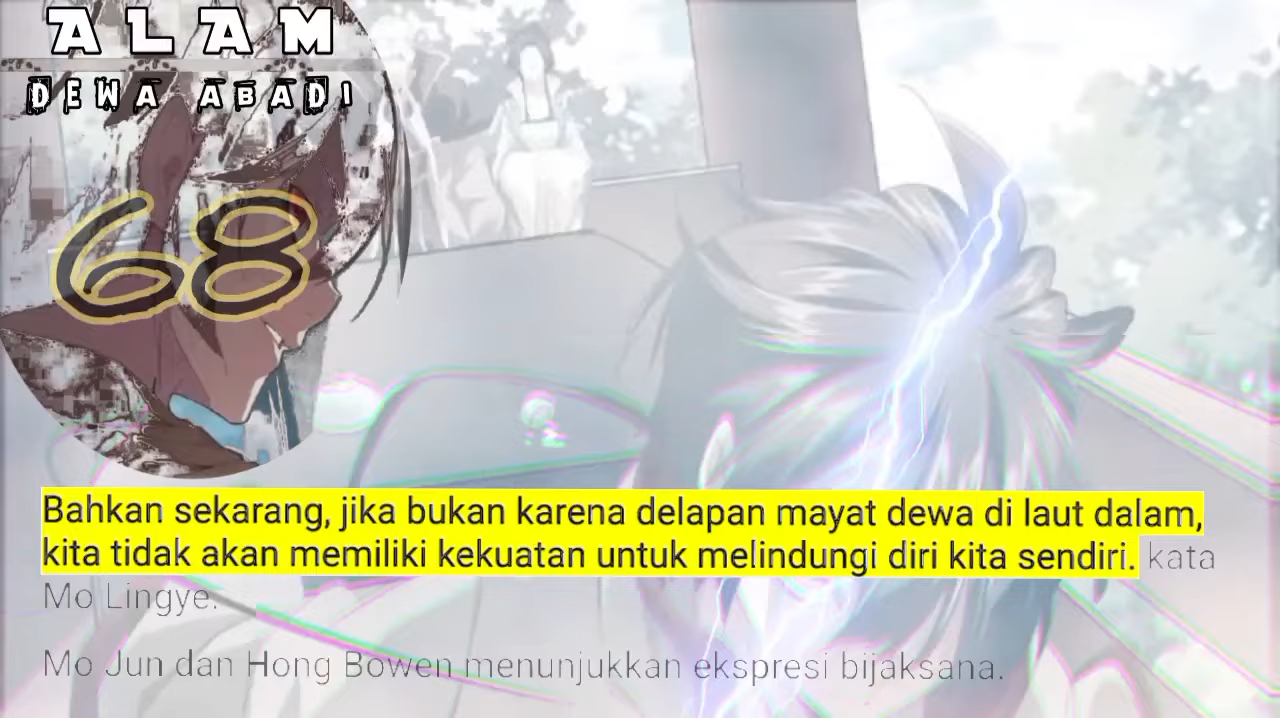 ALAM
DEWA ABADI
68
Bahkan sekarang, jika bukan karena delapan mayat dewa di laut dalam,
kita tidak akan memiliki kekuatan untuk melindungi diri kita sendiri. kata
Mo Lingye.
Mo Jun dan Hong Bowen menunjukkan ekspresi bijaksana.